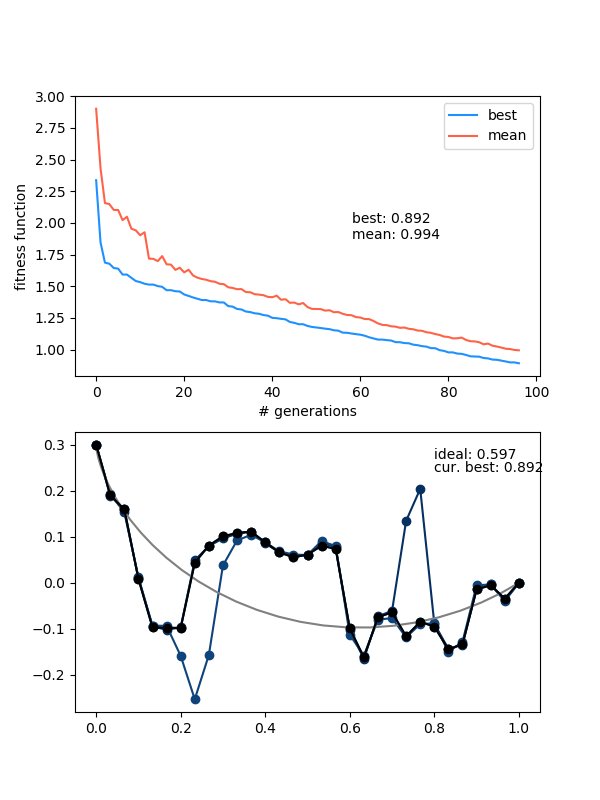 3.00
2.75
2.50
2.25
2.00
1.75
1.50
1.25
1.00
fitness function
best
mean
best: 0.892
mean: 0.994
0 20 40 60 80 100
# generations
0.3
0.2
0.1
0.0
−0.1
−0.2
ideal: 0.597
cur. best: 0.892
0.0 0.2 0.4 0.6 0.8 1.0